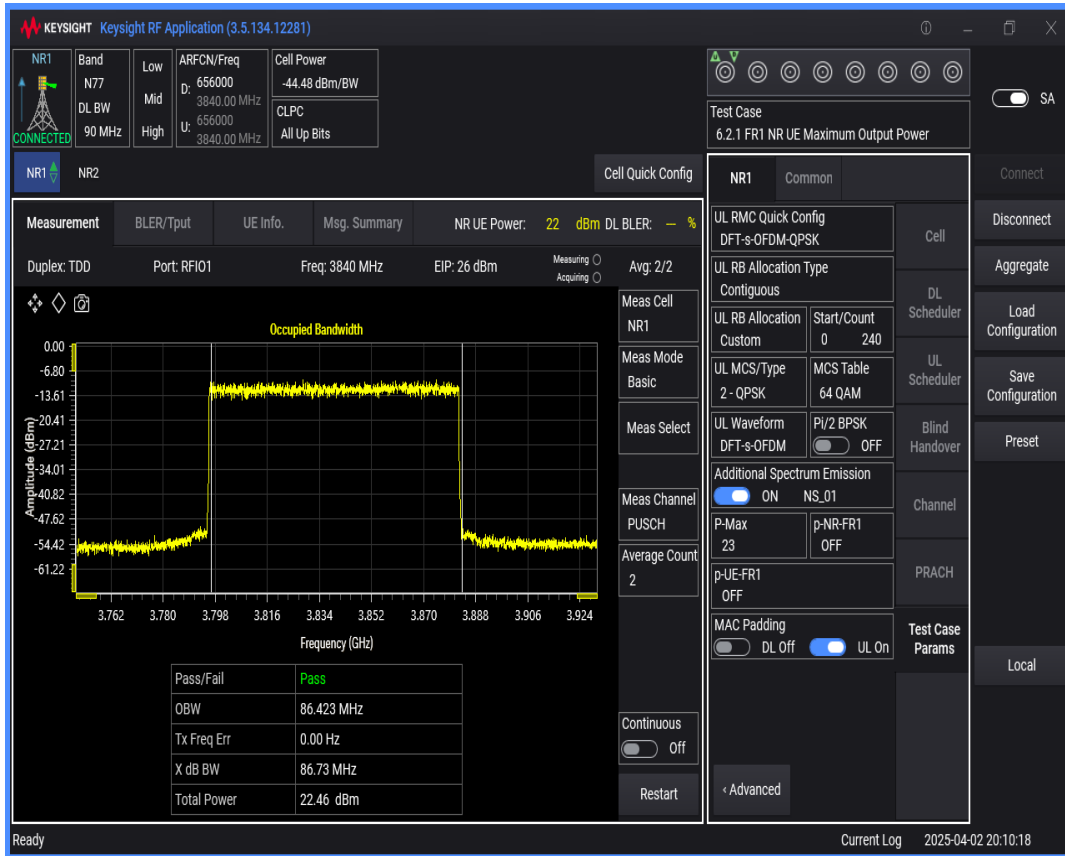 KEYSIGHT Keysight RF Application (3.5.134.12281)
NR1
CONNECTED
Band
N77
DL BW
90 MHz
Low
Mid
High
ARFCN/Freq
D: 656000
3840.00 MHz
U: 656000
3840.00 MHz
Cell Power
-44.48 dBm/BW
CLPC
All Up Bits
Test Case
6.2.1 FR1 NR UE Maximum Output Power
SA
NR1
NR2
Cell Quick Config
Measurement
BLER/Tput
UE Info.
Msg. Summary
NR UE Power: 22 dBm DL BLER: — %
Duplex: TDD
Port: RFIO1
Freq: 3840 MHz
EIP: 26 dBm
Measuring
Acquiring
Avg: 2/2
Occupied Bandwidth
Amplitude (dBm)
0.00
-6.80
-13.61
-20.41
-27.21
-34.01
-40.82
-47.62
-54.42
-61.22
3.762 3.780 3.798 3.816 3.834 3.852 3.870 3.888 3.906 3.924
Frequency (GHz)
Pass/Fail Pass
OBW 86.423 MHz
Tx Freq Err 0.00 Hz
X dB BW 86.73 MHz
Total Power 22.46 dBm
Meas Cell
NR1
Meas Mode
Basic
Meas Select
Meas Channel
PUSCH
Average Count
2
Continuous
Off
Restart
NR1
Common
UL RMC Quick Config
DFT-s-OFDM-QPSK
UL RB Allocation Type
Contiguous
UL RB Allocation
Custom
Start/Count
0 240
UL MCS/Type
2 - QPSK
MCS Table
64 QAM
UL Waveform
DFT-s-OFDM
Pi/2 BPSK
OFF
Additional Spectrum Emission
ON NS_01
P-Max
23
p-NR-FR1
OFF
p-UE-FR1
OFF
MAC Padding
DL Off UL On
‹ Advanced
Cell
DL
Scheduler
UL
Scheduler
Blind
Handover
Channel
PRACH
Test Case
Params
Connect
Disconnect
Aggregate
Load
Configuration
Save
Configuration
Preset
Local
Ready
Current Log 2025-04-02 20:10:18